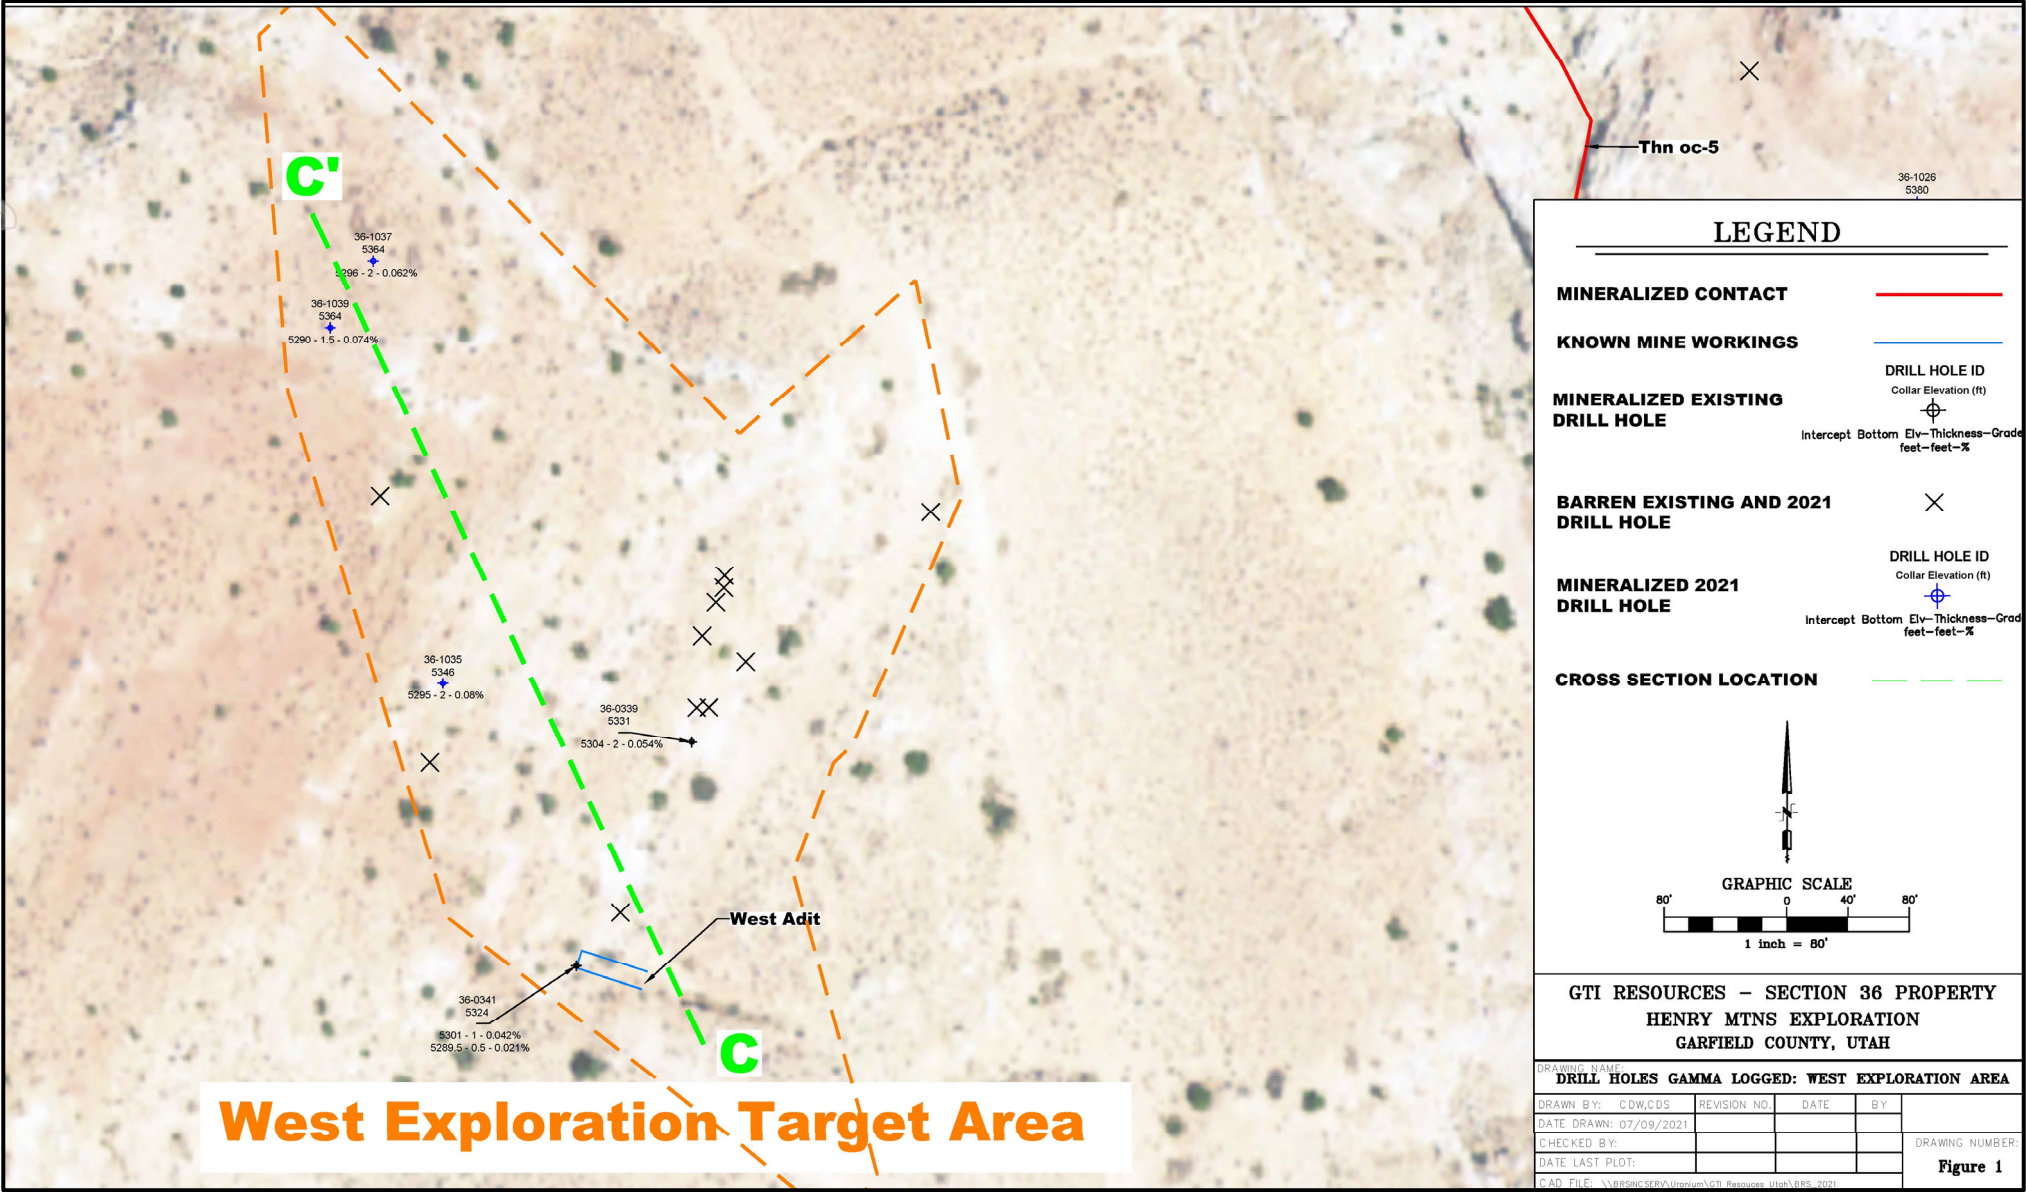 C'
36-1037
5364
5296 - 2 - 0.062%
36-1039
5364
5290 - 1.5 - 0.074%
36-1035
5346
5295 - 2 - 0.08%
36-0339
5331
5304 - 2 - 0.054%
West Adit
36-0341
5324
5301 - 1 - 0.042%
5289.5 - 0.5 - 0.021%
C
West Exploration Target Area
Thn oc-5
36-1026
5380
LEGEND
MINERALIZED CONTACT
KNOWN MINE WORKINGS
MINERALIZED EXISTING
DRILL HOLE
DRILL HOLE ID
Collar Elevation (ft)
Intercept Bottom Elv-Thickness-Grade
feet-feet-%
BARREN EXISTING AND 2021
DRILL HOLE
MINERALIZED 2021
DRILL HOLE
DRILL HOLE ID
Collar Elevation (ft)
Intercept Bottom Elv-Thickness-Grad
feet-feet-%
CROSS SECTION LOCATION
N
GRAPHIC SCALE
80' 0 40' 80'
1 inch = 80'
GTI RESOURCES - SECTION 36 PROPERTY
HENRY MTNS EXPLORATION
GARFIELD COUNTY, UTAH
DRAWING NAME:
DRILL HOLES GAMMA LOGGED: WEST EXPLORATION AREA
DRAWN BY: CDW,CDS REVISION NO. DATE BY
DATE DRAWN: 07/09/2021
CHECKED BY:
DATE LAST PLOT:
DRAWING NUMBER:
Figure 1
CAD FILE: \\BRSINCSERV\Uranium\GTI Resouces Utah\BRS_2021